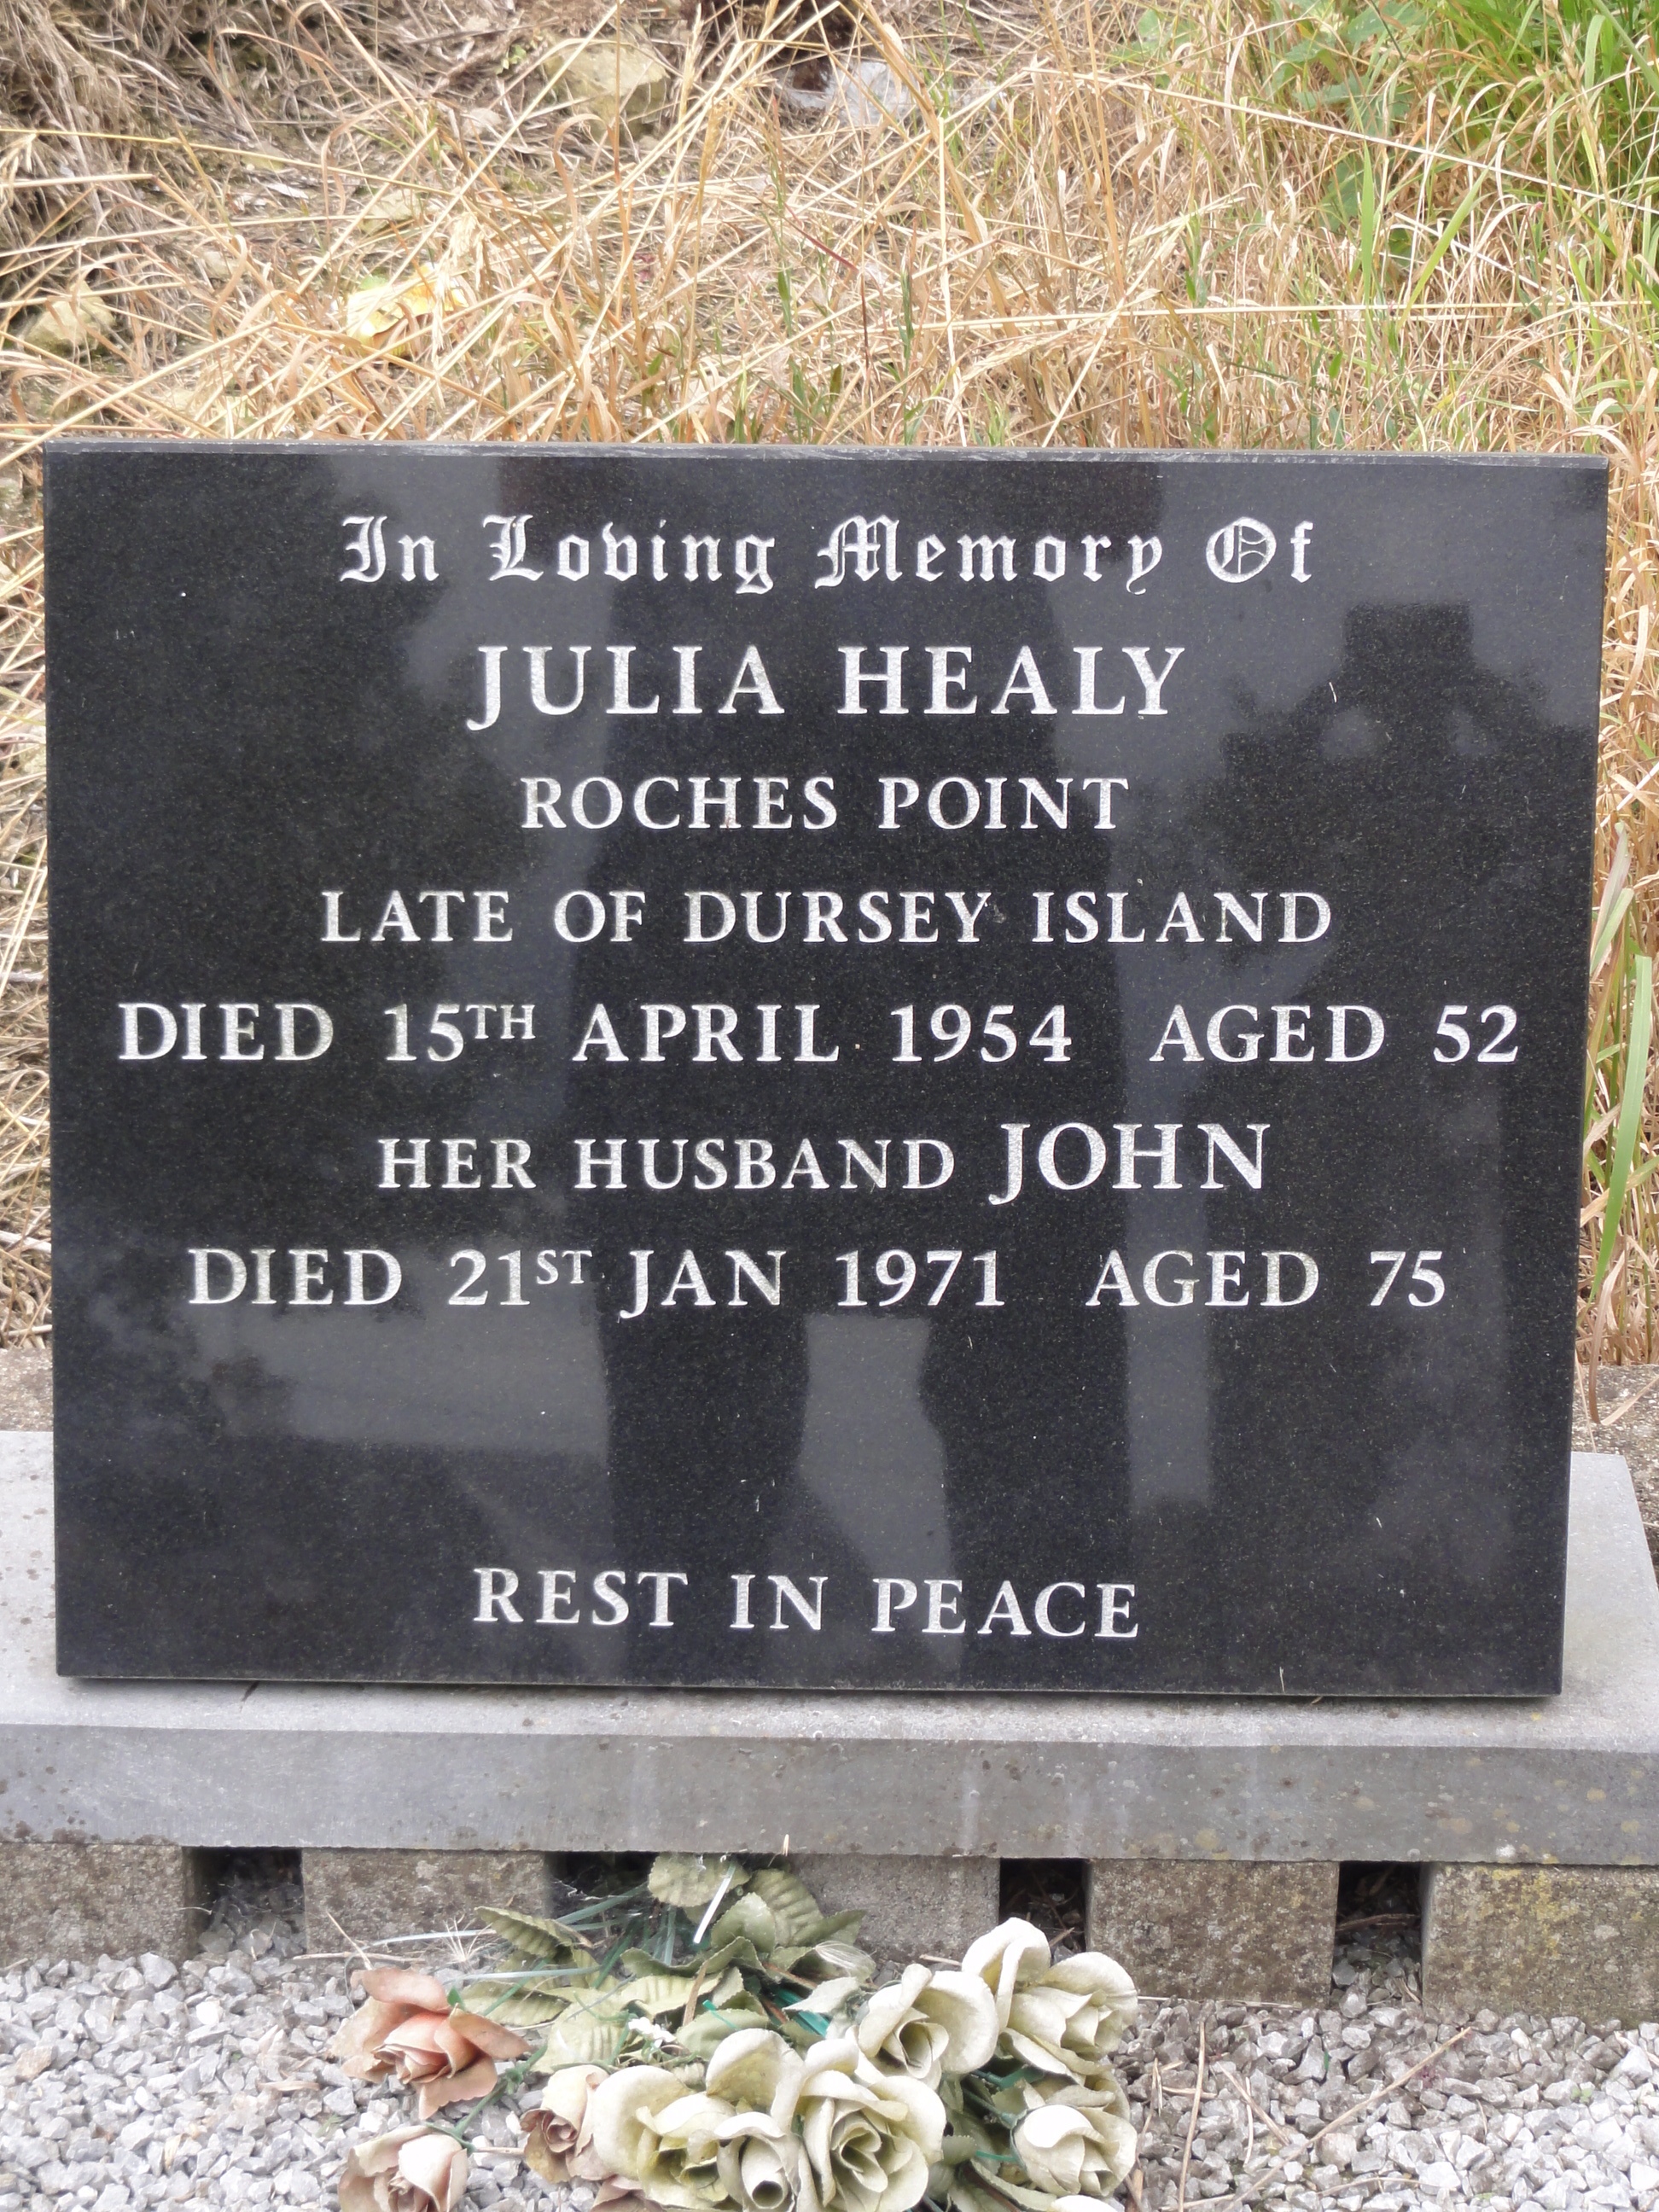 In Loving Memory Of
JULIA HEALY
ROCHES POINT
LATE OF DURSEY ISLAND
DIED 15TH APRIL 1954 AGED 52
HER HUSBAND JOHN
DIED 21ST JAN 1971 AGED 75
REST IN PEACE